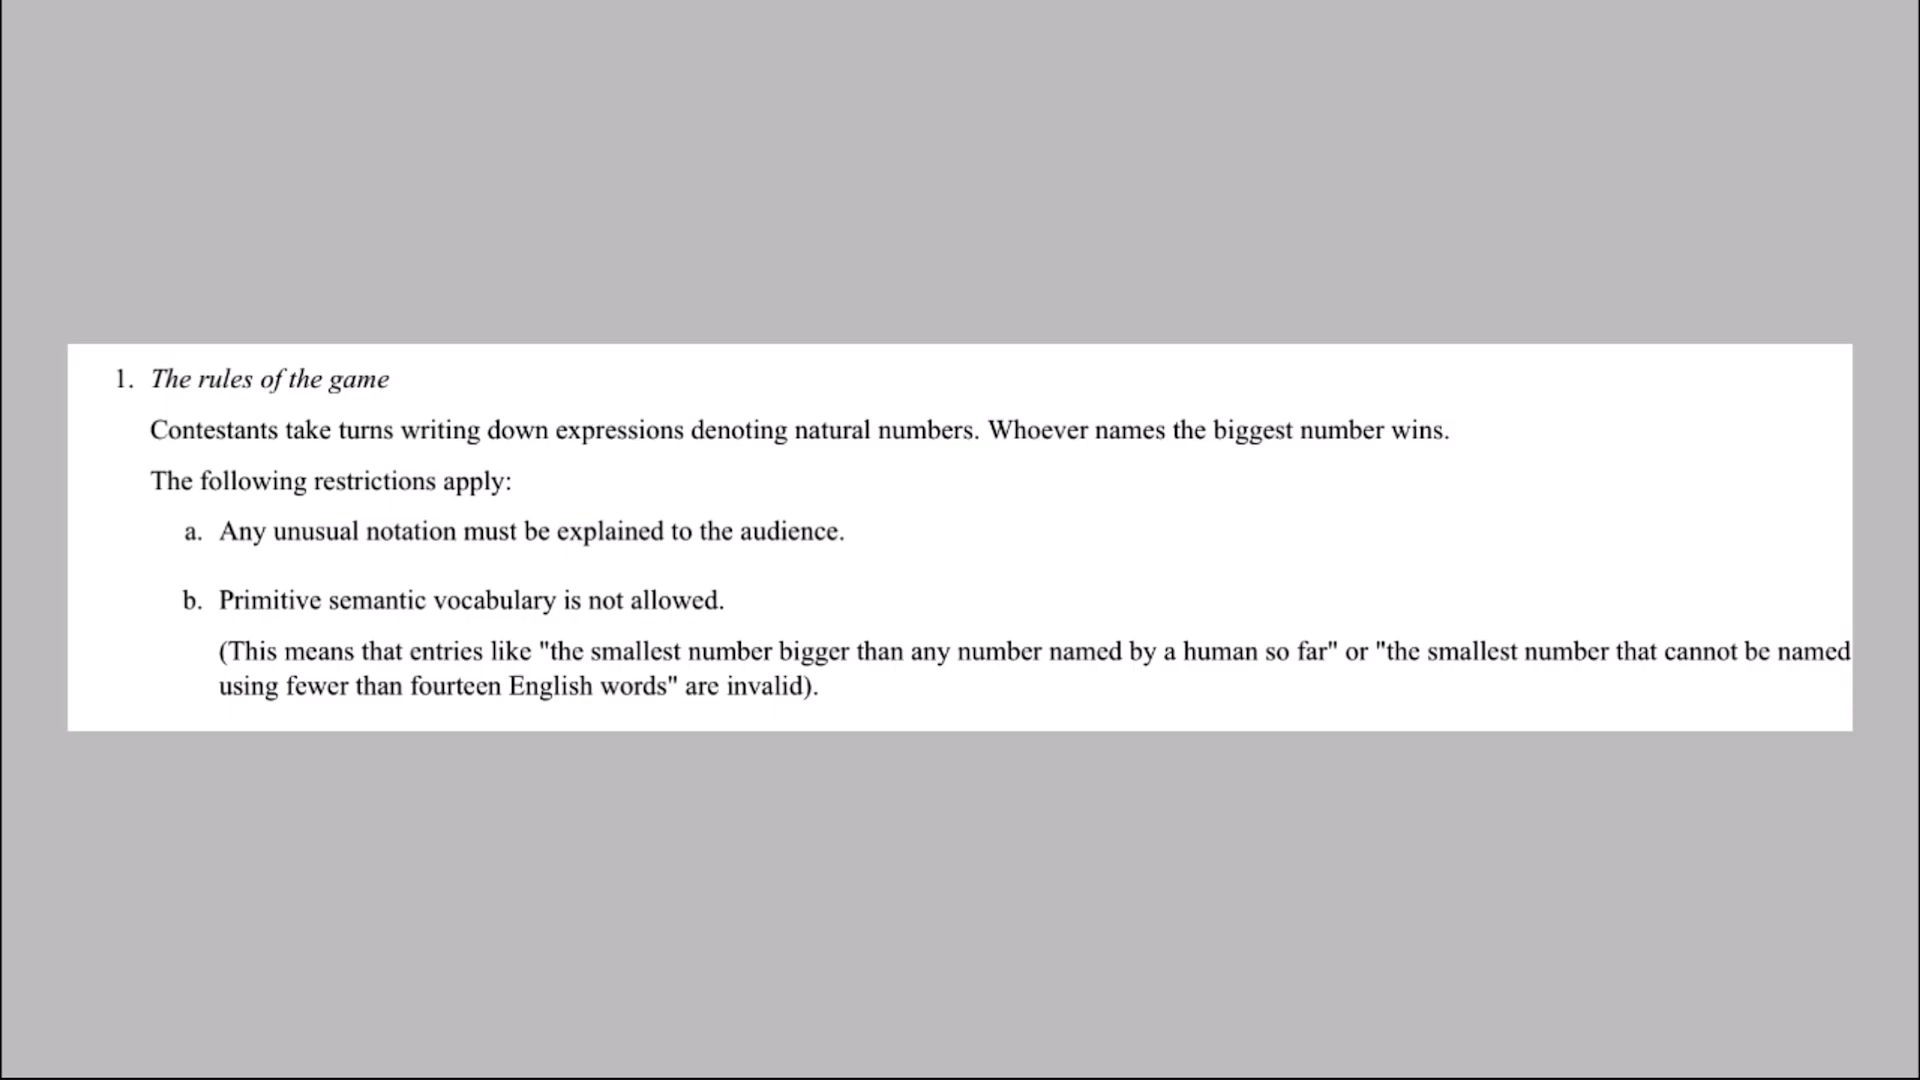 1. The rules of the game
Contestants take turns writing down expressions denoting natural numbers. Whoever names the biggest number wins.
The following restrictions apply:
a. Any unusual notation must be explained to the audience.
b. Primitive semantic vocabulary is not allowed.
(This means that entries like "the smallest number bigger than any number named by a human so far" or "the smallest number that cannot be named
using fewer than fourteen English words" are invalid).